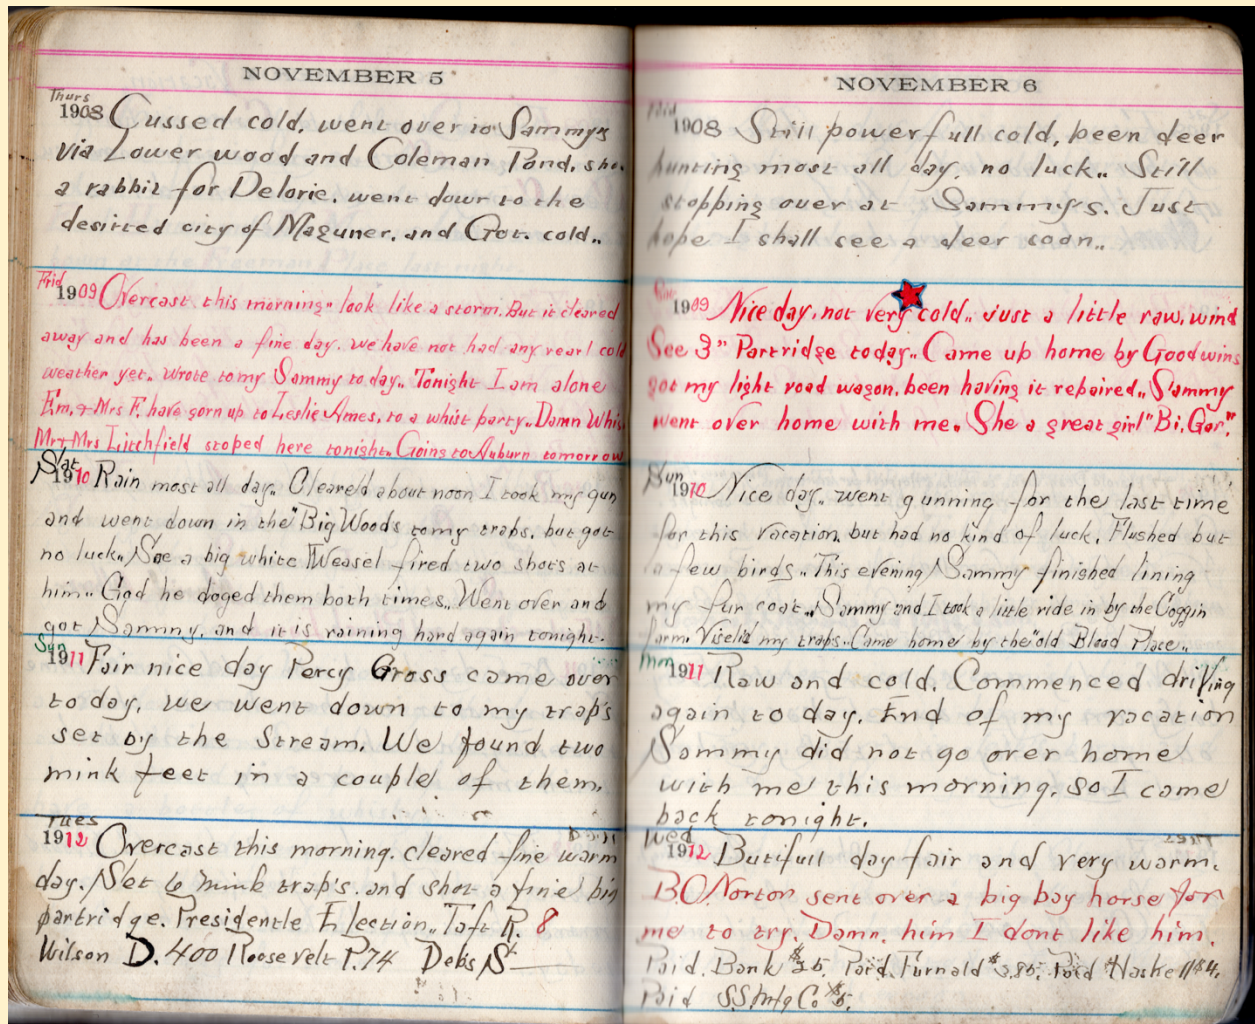 NOVEMBER 5
Thurs
1908 Cussed cold, went over to Sammys
via Lower wood and Coleman Pond, sho
a rabbit for Delorie. went down to the
desirted city of Maguner. and Got. cold..
Frid
1909 Overcast this morning.. look like a storm. But it cleared
away and has been a fine day. we have not had any rearl cold
weather yet.. wrote to my Sammy to day.. Tonight I am alone
Em. & Mrs F. have gorn up to Leslie Ames, to a whist party.. Damn Whis
Mr & Mrs Litchfield stoped here tonight.. Going to Auburn tomorrow
Sat
1910 Rain most all day.. Cleared about noon I took my gun
and went down in the "Big Woods to my traps, but got
no luck.. See a big white Weasel fired two shots at
him.. God he doged them both times.. Went over and
got Sammy, and it is raining hard again tonight.
Sun
1911 Fair nice day Percy Gross came over
to day. we went down to my trap's
set by the Stream. We found two
mink feet in a couple of them.
Tues
1912 Overcast this morning. cleared fine warm
day. Set 6 mink trap's. and shot a fine big
partridge. Presidentle Election.. Taft R. 8
Wilson D. 400 Roosevelt P. 74 Debs S
NOVEMBER 6
Frid
1908 Still powerfull cold, been deer
hunting most all day, no luck.. Still
stopping over at Sammys. Just
hope I shall see a deer soon..
Sat
1909 Nice day, not very cold.. Just a little raw, wind
See 3" Partridge today.. Came up home by Goodwins
got my light road wagon, been having it repaired.. Sammy
went over home with me. She a great girl "Bi, Gor,"
Sun
1910 Nice day.. went gunning for the last time
for this vacation, but had no kind of luck. Flushed but
a few birds.. This evening Sammy finished lining
my fur coat.. Sammy and I took a little ride in by the Coggin
farm. Viseliz my traps.. Came home by the "old Blood Place..
Mon
1911 Raw and cold. Commenced driving
again to day. End of my vacation
Sammy did not go over home
with me this morning. So I came
back tonight.
Wed
1912 Butifull day fair and very warm.
B.O. Norton sent over a big bay horse for
me to try. Damn. him I dont like him.
Paid. Bank $25. Paid. Furnald $3.85. Paid Haskell $4.
Paid S.S. Mfg Co $5.